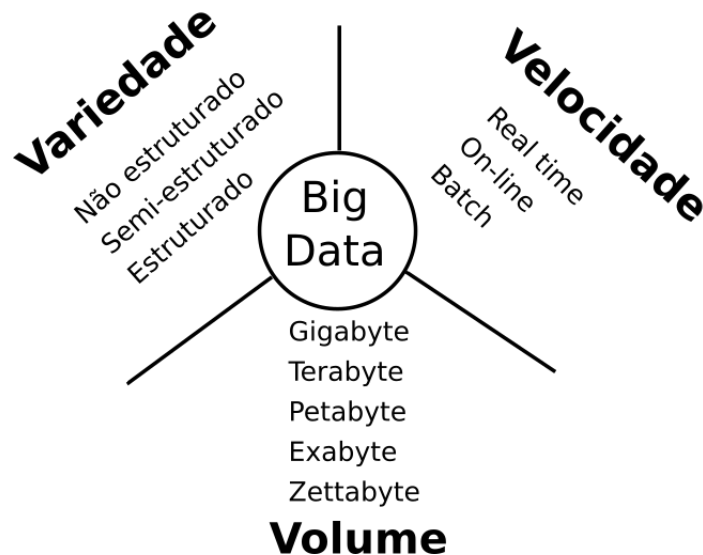 Variedade
Não estruturado
Semi-estruturado
Estruturado
Velocidade
Real time
On-line
Batch
Big
Data
Gigabyte
Terabyte
Petabyte
Exabyte
Zettabyte
Volume